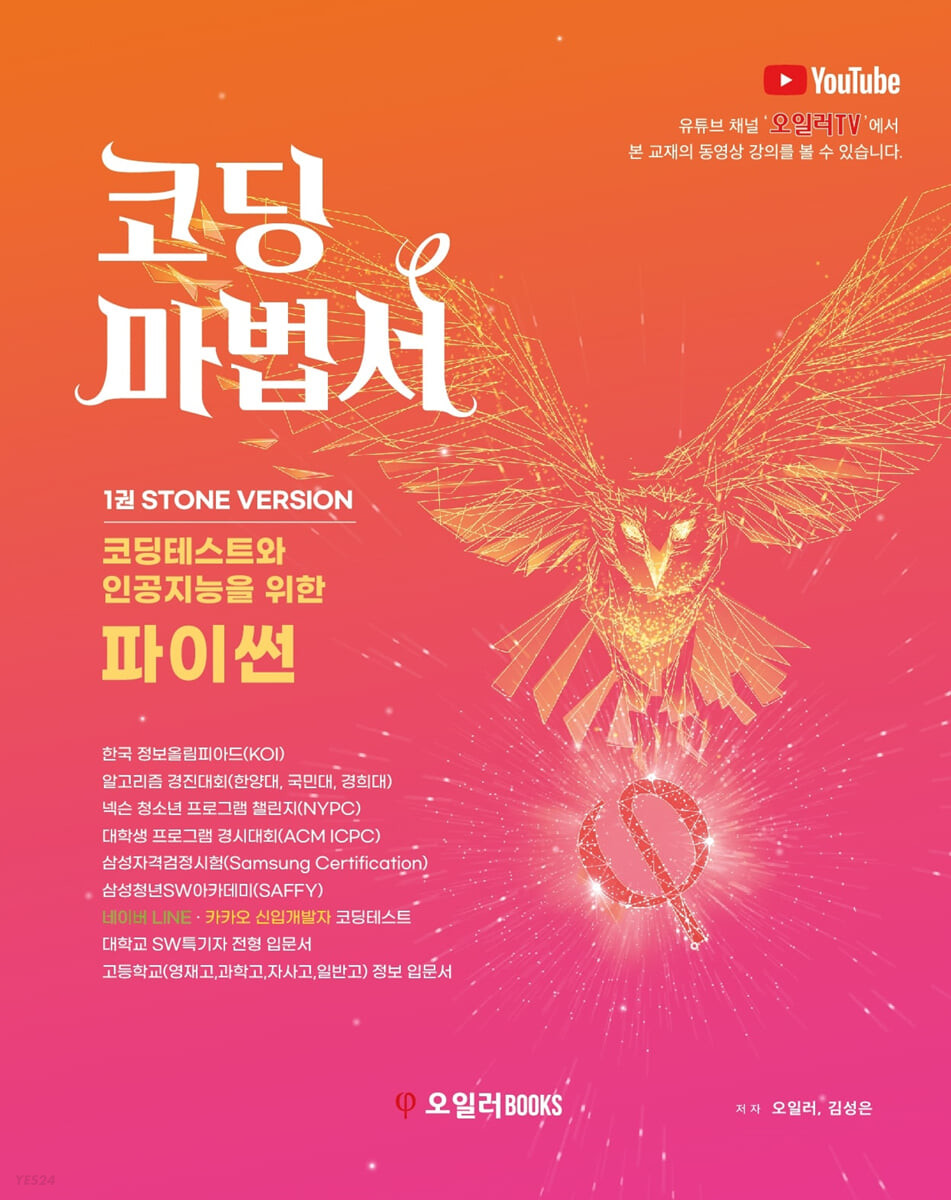 YouTube
유튜브 채널 '오일러TV'에서
본 교재의 동영상 강의를 볼 수 있습니다.
코딩
마법서
1권 STONE VERSION
코딩테스트와
인공지능을 위한
파이썬
한국 정보올림피아드(KOI)
알고리즘 경진대회(한양대, 국민대, 경희대)
넥슨 청소년 프로그램 챌린지(NYPC)
대학생 프로그램 경시대회(ACM ICPC)
삼성자격검정시험(Samsung Certification)
삼성청년SW아카데미(SAFFY)
네이버 LINE · 카카오 신입개발자 코딩테스트
대학교 SW특기자 전형 입문서
고등학교(영재고,과학고,자사고,일반고) 정보 입문서
φ 오일러BOOKS
저자 오일러, 김성은
YES24